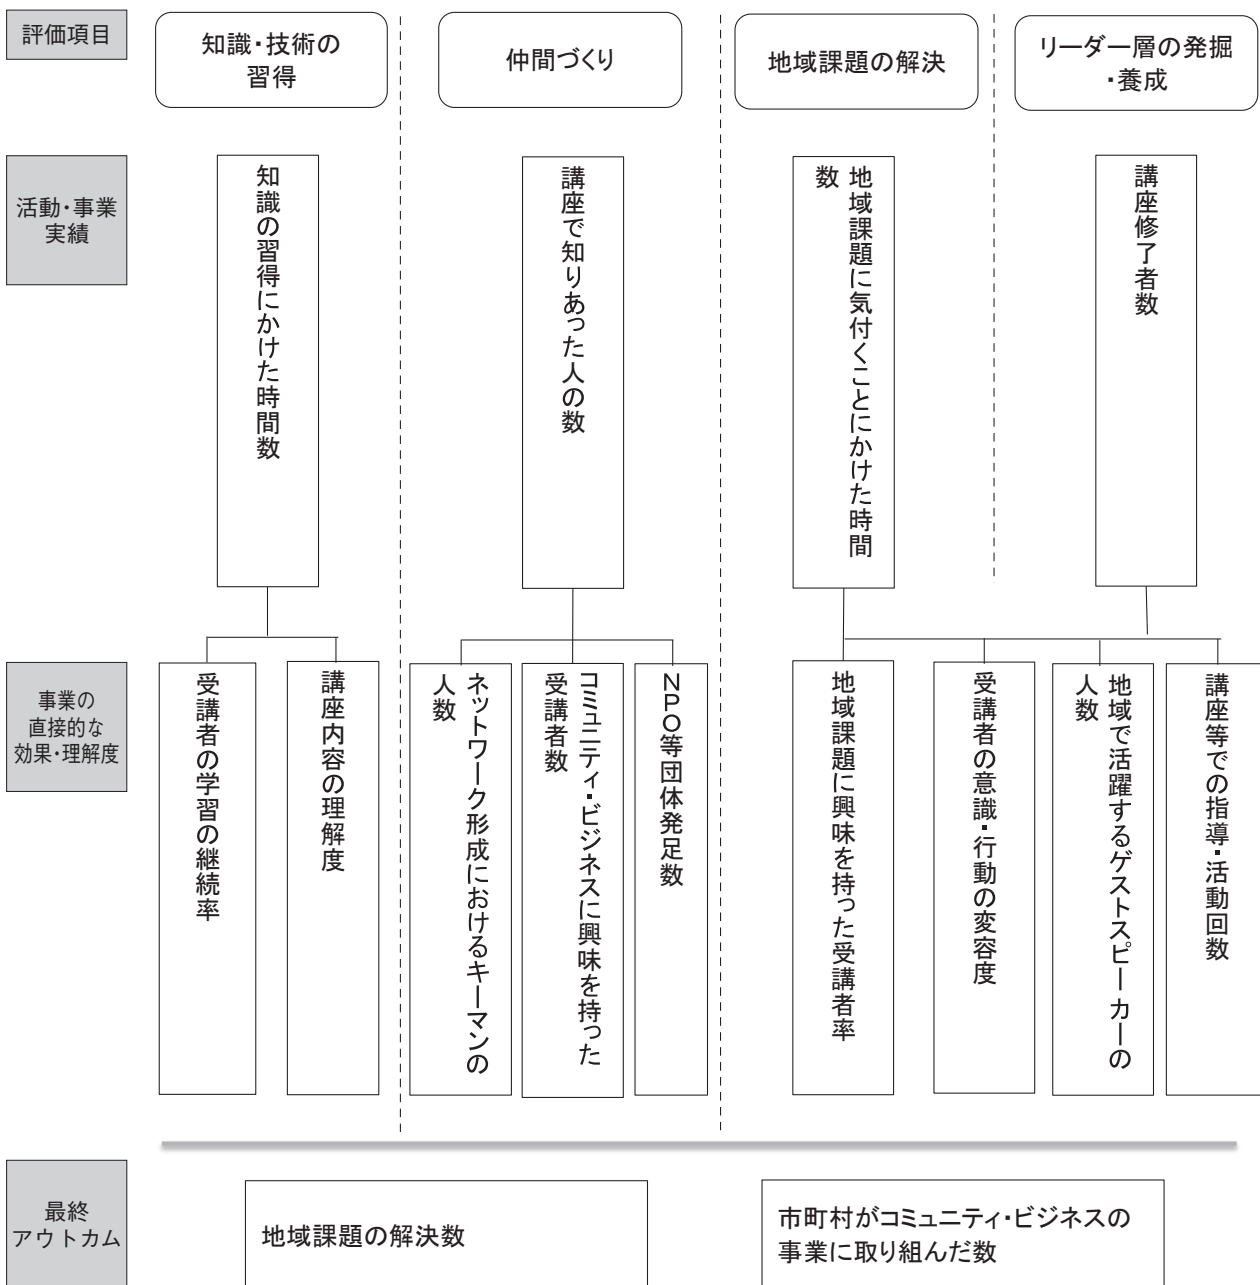 評価項目
知識・技術の
習得
仲間づくり
地域課題の解決
リーダー層の発掘
・養成
活動・事業
実績
知識の習得にかけた時間数
講座で知りあった人の数
地域課題に気付くことにかけた時間
数
講座修了者数
事業の
直接的な
効果・理解度
受講者の学習の継続率
講座内容の理解度
ネットワーク形成におけるキーマンの
人数
コミュニティ・ビジネスに興味を持った
受講者数
NPO等団体発足数
地域課題に興味を持った受講者率
受講者の意識・行動の変容度
地域で活躍するゲストスピーカーの
人数
講座等での指導・活動回数
最終
アウトカム
地域課題の解決数
市町村がコミュニティ・ビジネスの
事業に取り組んだ数